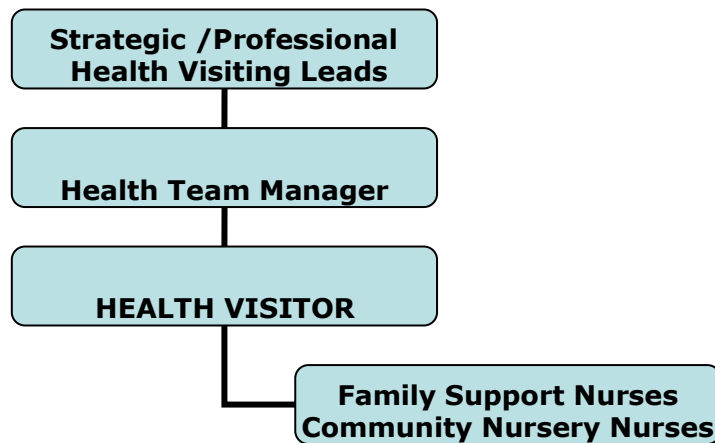 Strategic /Professional
Health Visiting Leads
Health Team Manager
HEALTH VISITOR
Family Support Nurses
Community Nursery Nurses